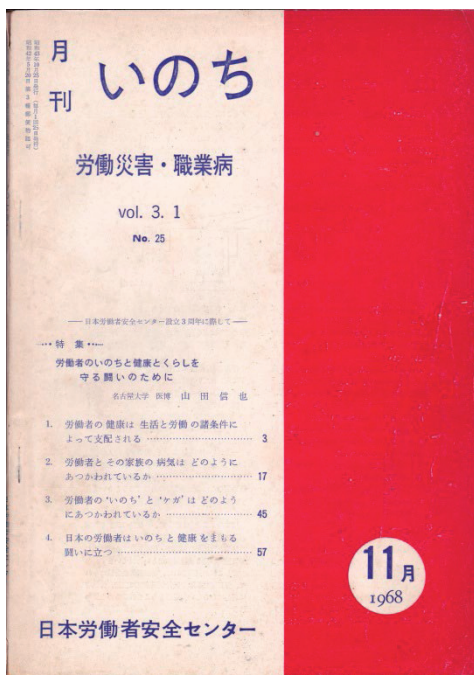 月刊
いのち
労働災害・職業病
vol. 3. 1
No. 25
── 日本労働者安全センター設立3周年に際して ──
特 集
労働者のいのちと健康とくらしを
守る闘いのために
名古屋大学 医博 山 田 信 也
1. 労働者の健康は 生活と労働 の諸条件に
よって支配される …………………… 3
2. 労働者と その家族の 病気は どのように
あつかわれているか …………………… 17
3. 労働者の‘いのち’と‘ケガ’は どのよう
にあつかわれているか …………………… 45
4. 日本の労働者は いのち と 健康 をまもる
闘いに立つ …………………… 57
11月
1968
日本労働者安全センター